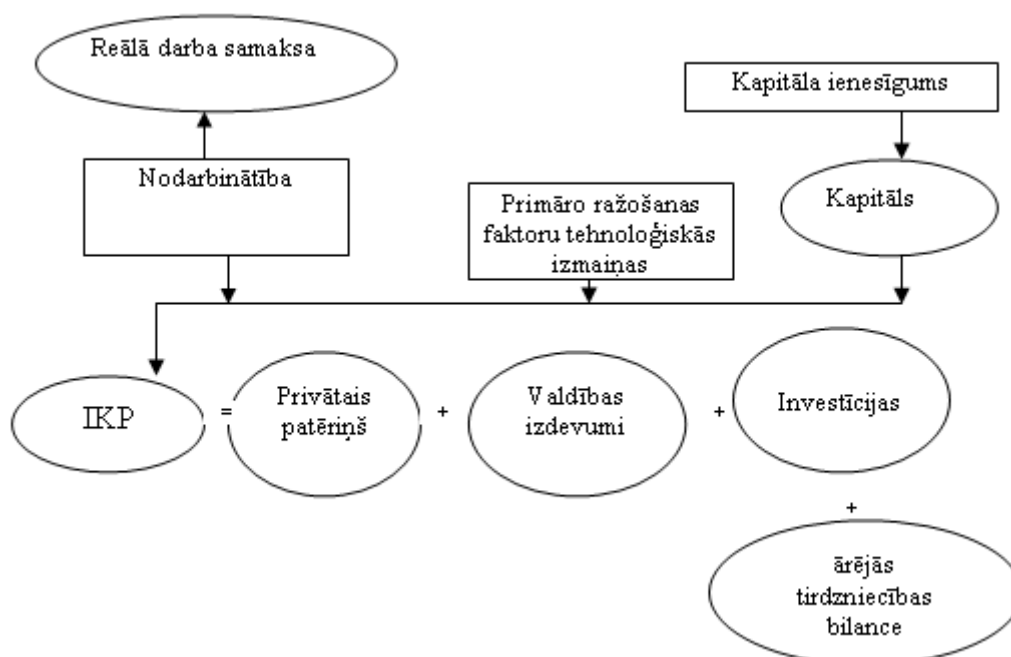 Reālā darba samaksa
Kapitāla ienesīgums
Nodarbinātība
Primāro ražošanas
faktoru tehnoloģiskās
izmaiņas
Kapitāls
IKP
=
Privātais
patēriņš
+
Valdības
izdevumi
+
Investīcijas
+
ārējās
tirdzniecības
bilance